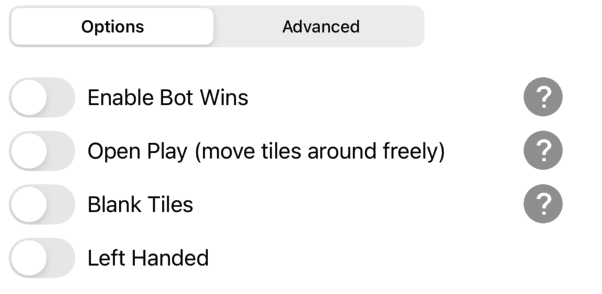 Options Advanced
Enable Bot Wins ?
Open Play (move tiles around freely) ?
Blank Tiles ?
Left Handed